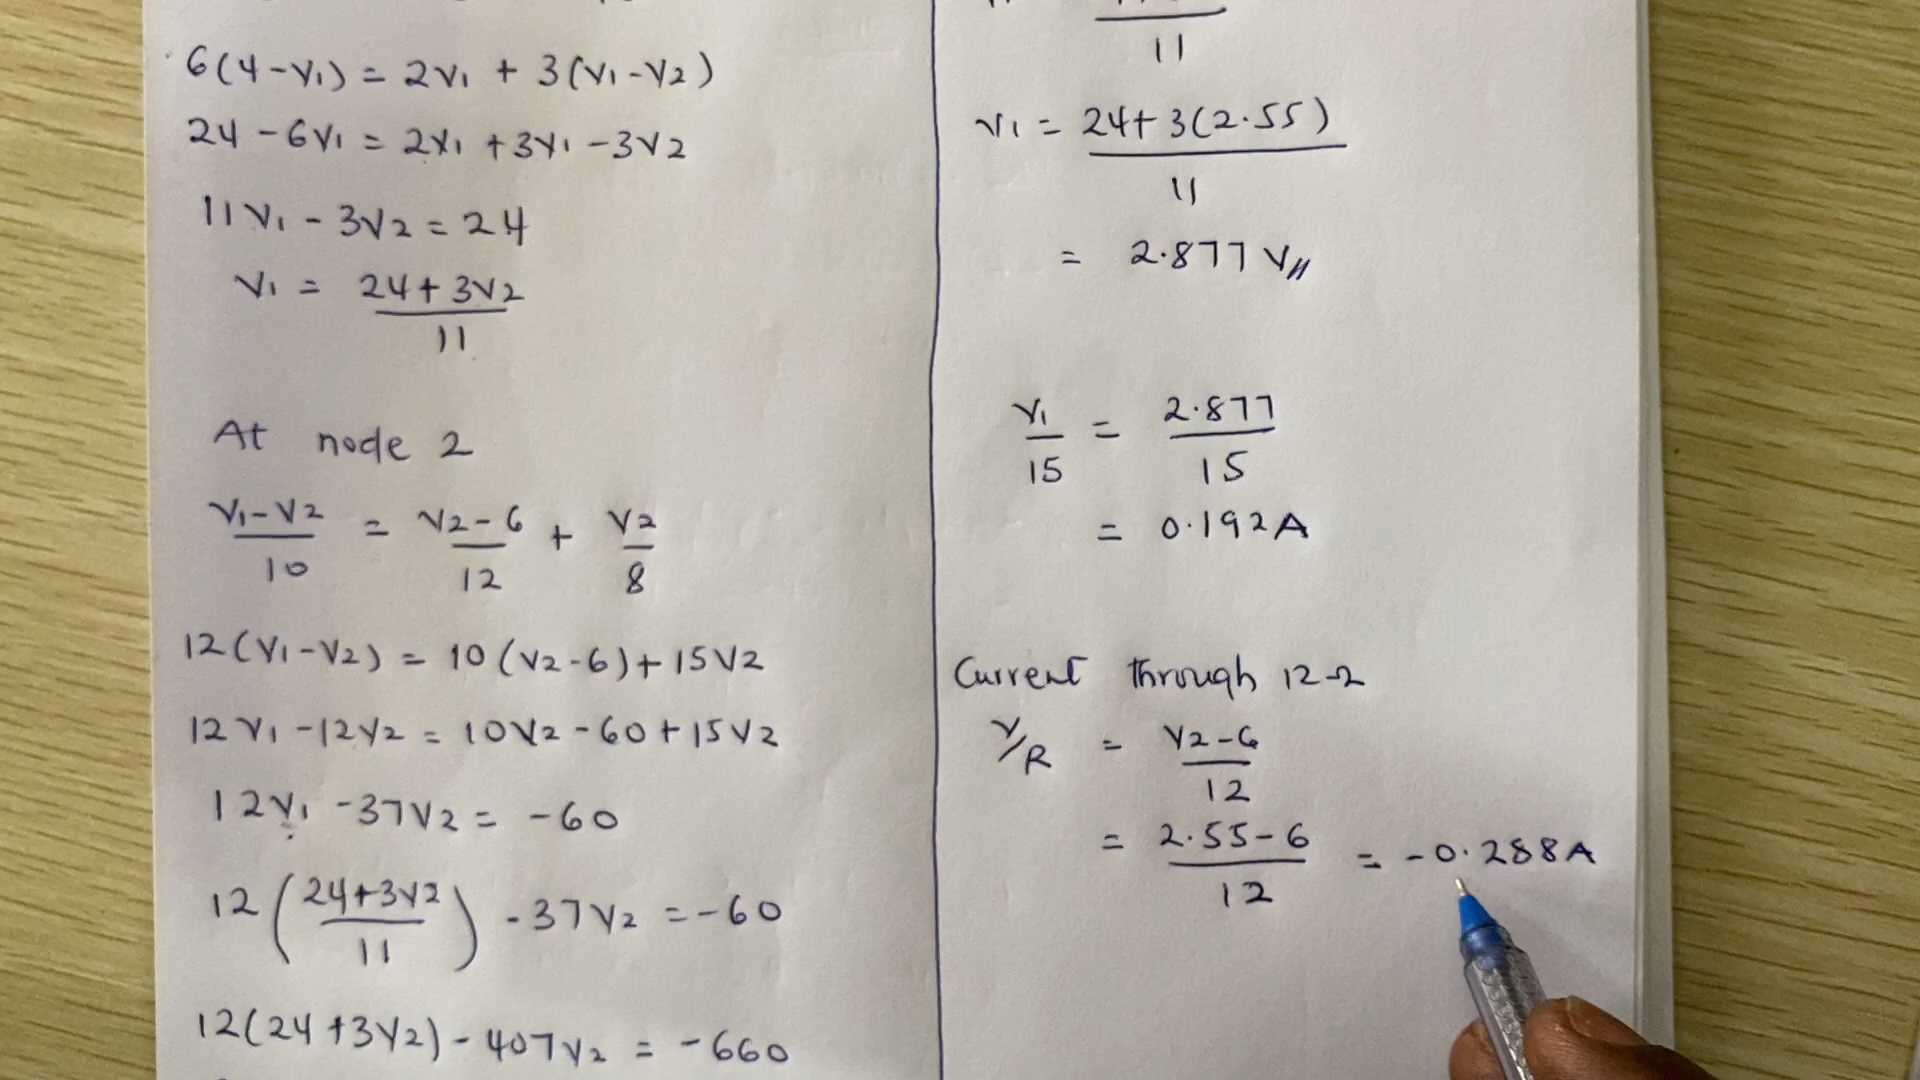 6(4-V1) = 2V1 + 3(V1-V2)
24 - 6V1 = 2V1 + 3V1 - 3V2
11V1 - 3V2 = 24
V1 = 24 + 3V2
11
At node 2
V1-V2 = V2-6 + V2
10 12 8
12(V1-V2) = 10(V2-6) + 15V2
12V1 - 12V2 = 10V2 - 60 + 15V2
12V1 - 37V2 = -60
12 (24+3V2) - 37V2 = -60
11
12(24+3V2) - 407V2 = -660
11
V1 = 24 + 3(2.55)
11
= 2.877 V//
V1 = 2.877
15 15
= 0.192A
Current through 12Ω
V/R = V2-6
12
= 2.55-6 = -0.288A
12